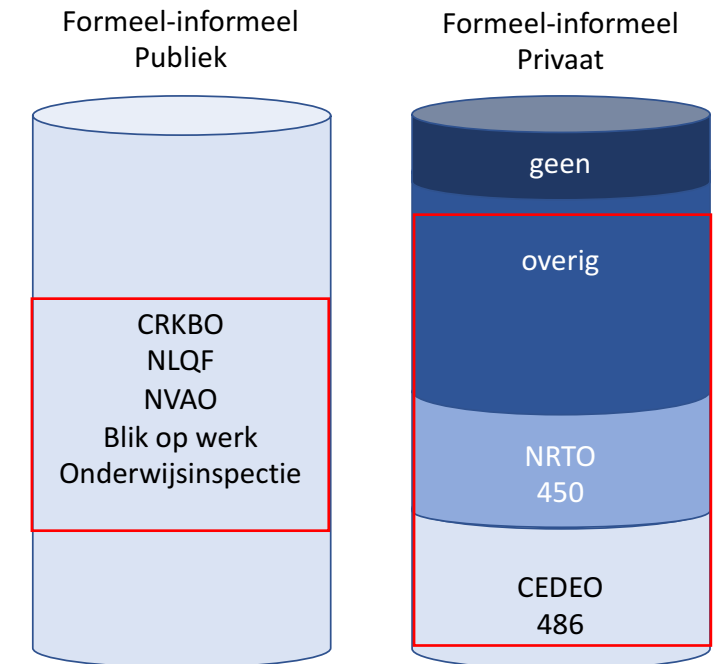 Formeel-informeel
Publiek
CRKBO
NLQF
NVAO
Blik op werk
Onderwijsinspectie
Formeel-informeel
Privaat
geen
overig
NRTO
450
CEDEO
486